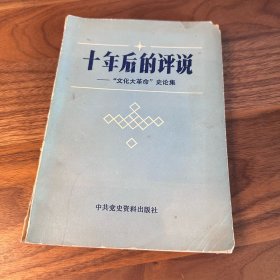 十年后的评说
——“文化大革命”史论集
中共党史资料出版社